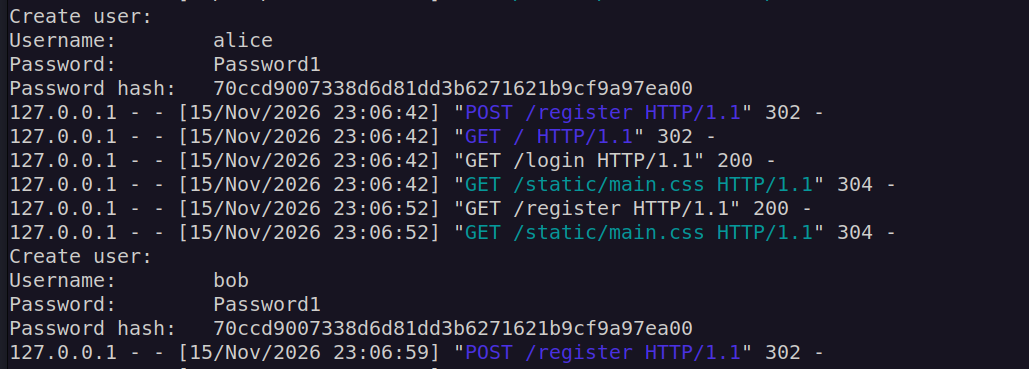 Create user:
Username:        alice
Password:        Password1
Password hash:   70ccd9007338d6d81dd3b6271621b9cf9a97ea00
127.0.0.1 - - [15/Nov/2026 23:06:42] "POST /register HTTP/1.1" 302 -
127.0.0.1 - - [15/Nov/2026 23:06:42] "GET / HTTP/1.1" 302 -
127.0.0.1 - - [15/Nov/2026 23:06:42] "GET /login HTTP/1.1" 200 -
127.0.0.1 - - [15/Nov/2026 23:06:42] "GET /static/main.css HTTP/1.1" 304 -
127.0.0.1 - - [15/Nov/2026 23:06:52] "GET /register HTTP/1.1" 200 -
127.0.0.1 - - [15/Nov/2026 23:06:52] "GET /static/main.css HTTP/1.1" 304 -
Create user:
Username:        bob
Password:        Password1
Password hash:   70ccd9007338d6d81dd3b6271621b9cf9a97ea00
127.0.0.1 - - [15/Nov/2026 23:06:59] "POST /register HTTP/1.1" 302 -